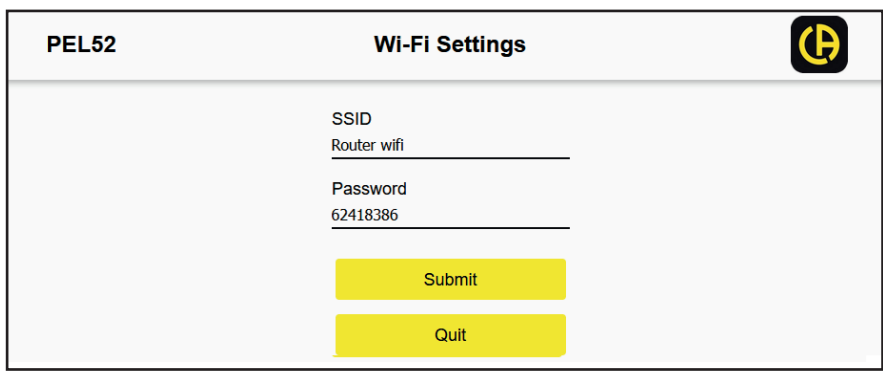 PEL52 Wi-Fi Settings
SSID
Router wifi
Password
62418386
Submit
Quit